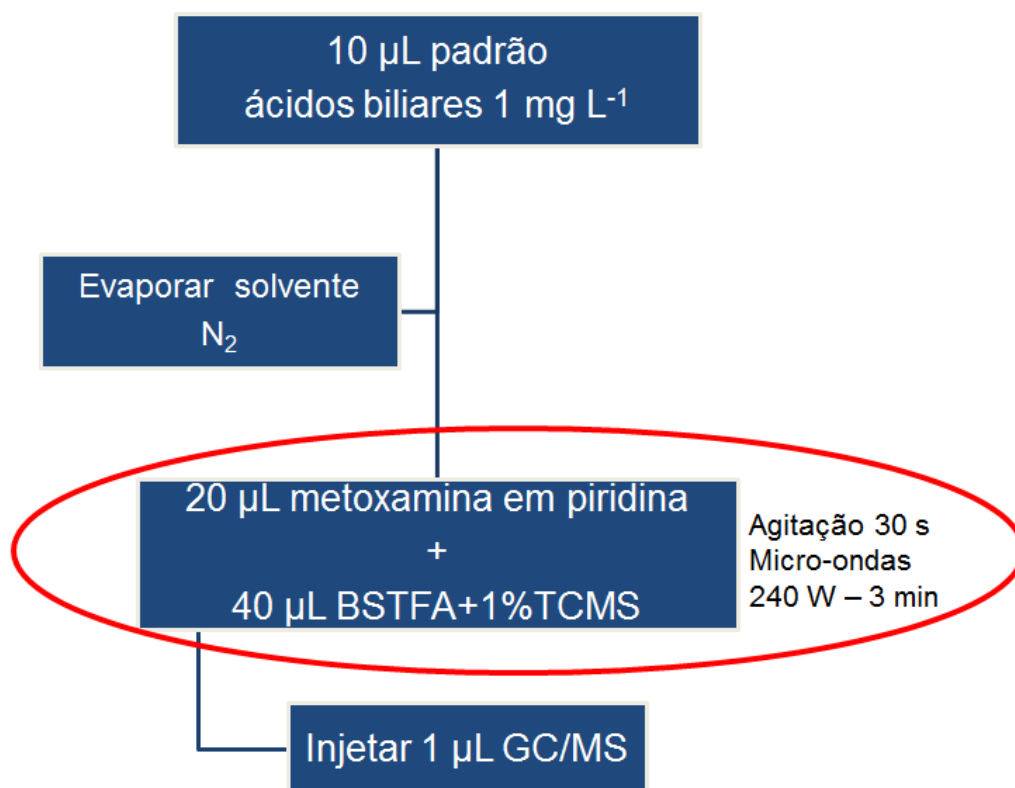 10 µL padrão
ácidos biliares 1 mg L⁻¹
Evaporar solvente
N₂
20 µL metoxamina em piridina
+
40 µL BSTFA+1%TCMS
Agitação 30 s
Micro-ondas
240 W – 3 min
Injetar 1 µL GC/MS